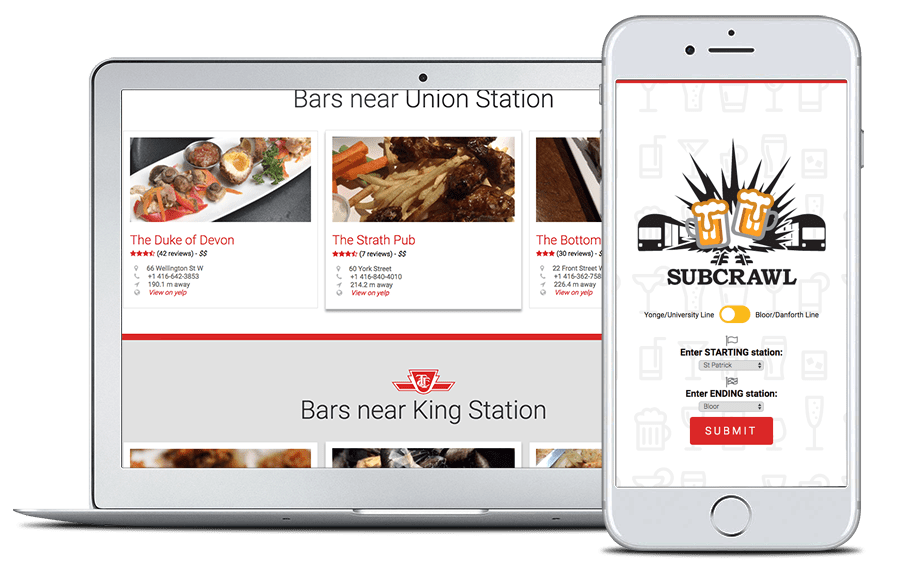 Bars near Union Station
The Duke of Devon
(42 reviews) - $$
66 Wellington St W
+1 416-642-3853
190.1 m away
View on yelp
The Strath Pub
(7 reviews) - $$
60 York Street
+1 416-840-4010
214.2 m away
View on yelp
The Bottom
(30 reviews) - $
22 Front Street W
+1 416-362-758
226.4 m away
View on yelp
TTC
Bars near King Station
SUBCRAWL
Yonge/University Line
Bloor/Danforth Line
Enter STARTING station:
St Patrick
Enter ENDING station:
Bloor
SUBMIT